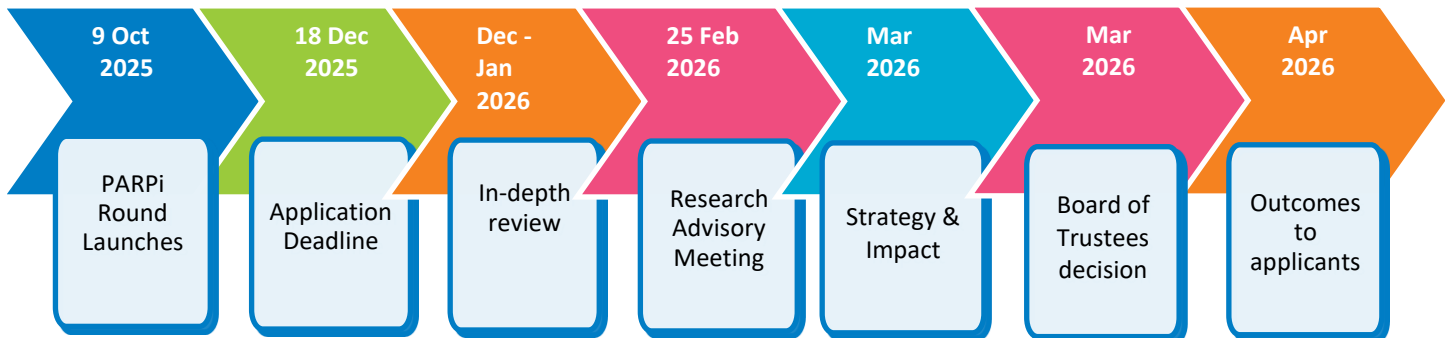 9 Oct
2025
18 Dec
2025
Dec -
Jan
2026
25 Feb
2026
Mar
2026
Mar
2026
Apr
2026
PARPi
Round
Launches
Application
Deadline
In-depth
review
Research
Advisory
Meeting
Strategy &
Impact
Board of
Trustees
decision
Outcomes
to
applicants